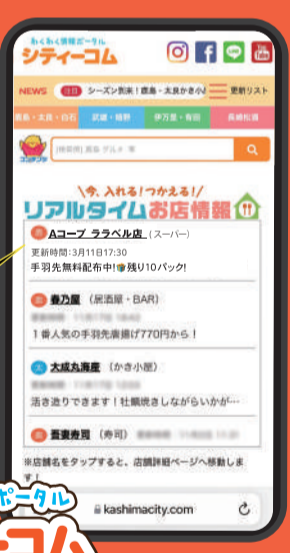 わくわく情報ポータル
シティーコム
NEWS 注目 シーズン到来！鹿島・太良かき小 更新リスト
鹿島・太良・白石 武雄・嬉野 伊万里・有田 長崎松浦
(検索例) 鹿島 グルメ 等
＼今、入れる！つかえる！／
リアルタイムお店情報
Aコープ ララベル店 (スーパー)
更新時間:3月11日17:30
手羽先無料配布中!残り10パック!
春乃屋 （居酒屋・BAR）
1番人気の手羽先唐揚げ770円から！
大成丸海産 （かき小屋）
活き造りできます！牡蠣焼きしながらいかが…
吾妻寿司 （寿司）
※店舗名をタップすると、店舗詳細ページへ移動しま
す！
kashimacity.com
ポータル
コム